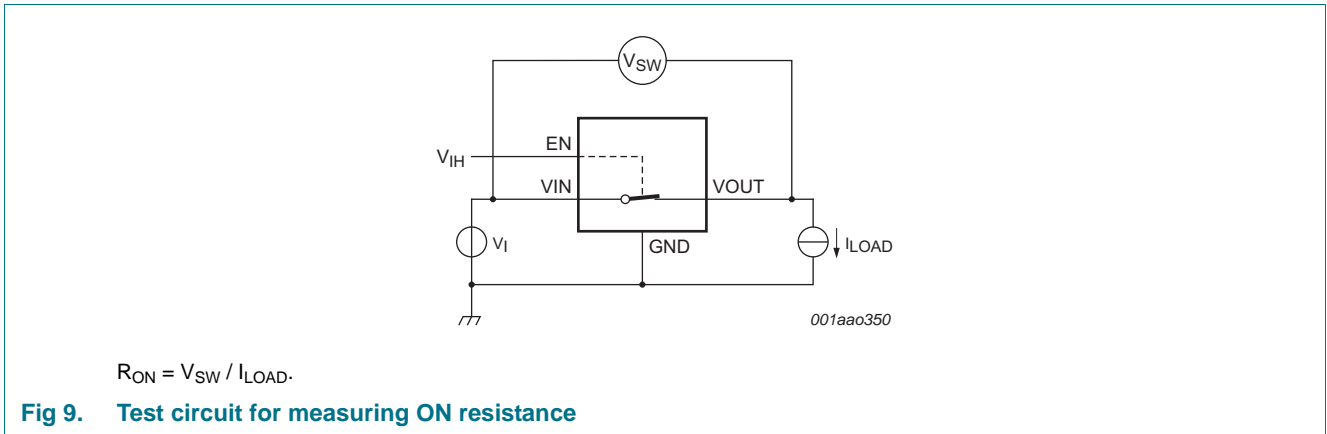 VSW
EN
VIH
VIN
VOUT
VI
GND
ILOAD
001aao350
RON = VSW / ILOAD.
Fig 9. Test circuit for measuring ON resistance